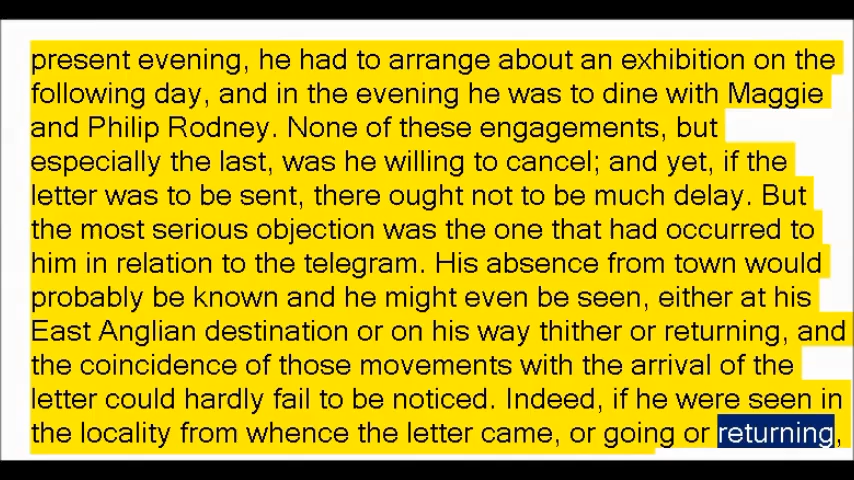 present evening, he had to arrange about an exhibition on the
following day, and in the evening he was to dine with Maggie
and Philip Rodney. None of these engagements, but
especially the last, was he willing to cancel; and yet, if the
letter was to be sent, there ought not to be much delay. But
the most serious objection was the one that had occurred to
him in relation to the telegram. His absence from town would
probably be known and he might even be seen, either at his
East Anglian destination or on his way thither or returning, and
the coincidence of those movements with the arrival of the
letter could hardly fail to be noticed. Indeed, if he were seen in
the locality from whence the letter came, or going or returning,